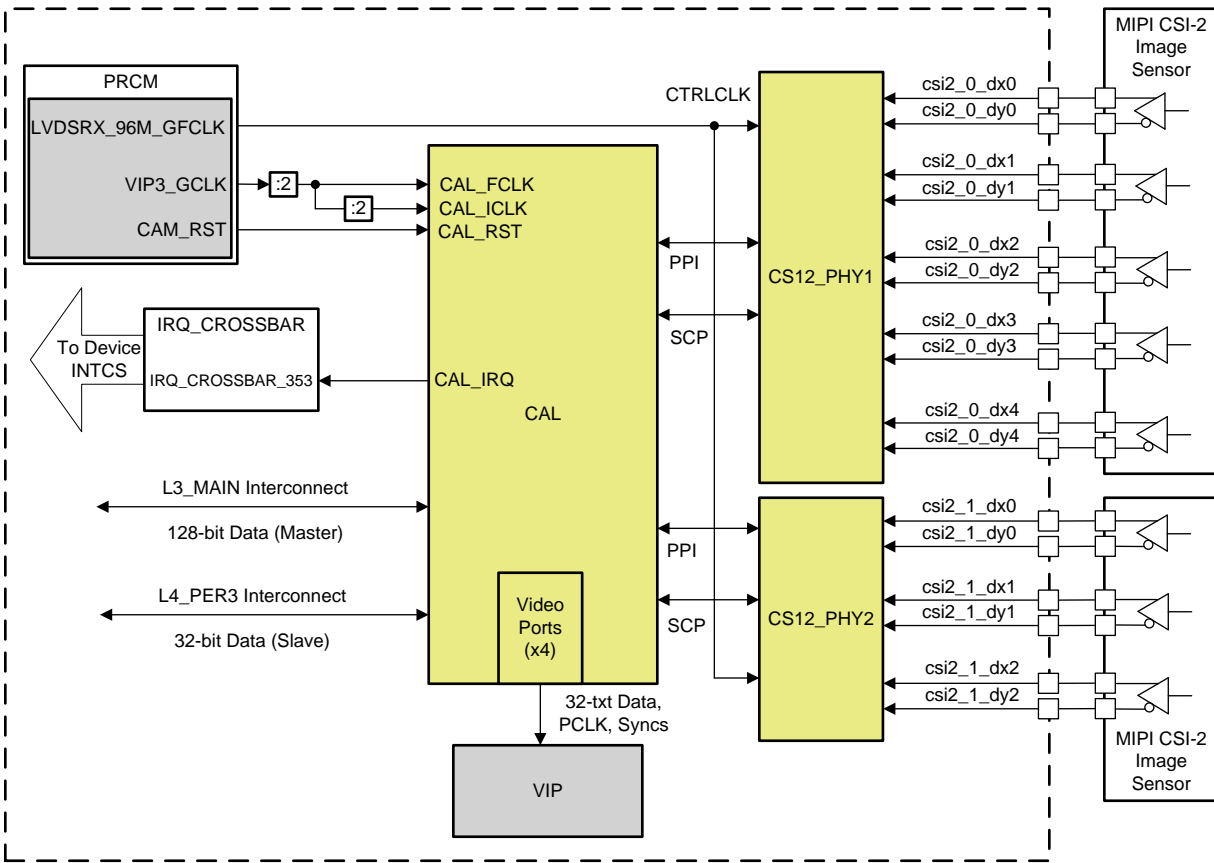 PRCM
LVDSRX_96M_GFCLK
VIP3_GCLK
CAM_RST
:2
:2
CTRLCLK
CAL_FCLK
CAL_ICLK
CAL_RST
CAL_IRQ
CAL
IRQ_CROSSBAR
IRQ_CROSSBAR_353
To Device
INTCS
L3_MAIN Interconnect
128-bit Data (Master)
L4_PER3 Interconnect
32-bit Data (Slave)
Video
Ports
(x4)
32-txt Data,
PCLK, Syncs
VIP
PPI
SCP
CS12_PHY1
PPI
SCP
CS12_PHY2
csi2_0_dx0
csi2_0_dy0
csi2_0_dx1
csi2_0_dy1
csi2_0_dx2
csi2_0_dy2
csi2_0_dx3
csi2_0_dy3
csi2_0_dx4
csi2_0_dy4
csi2_1_dx0
csi2_1_dy0
csi2_1_dx1
csi2_1_dy1
csi2_1_dx2
csi2_1_dy2
MIPI CSI-2
Image
Sensor
MIPI CSI-2
Image
Sensor